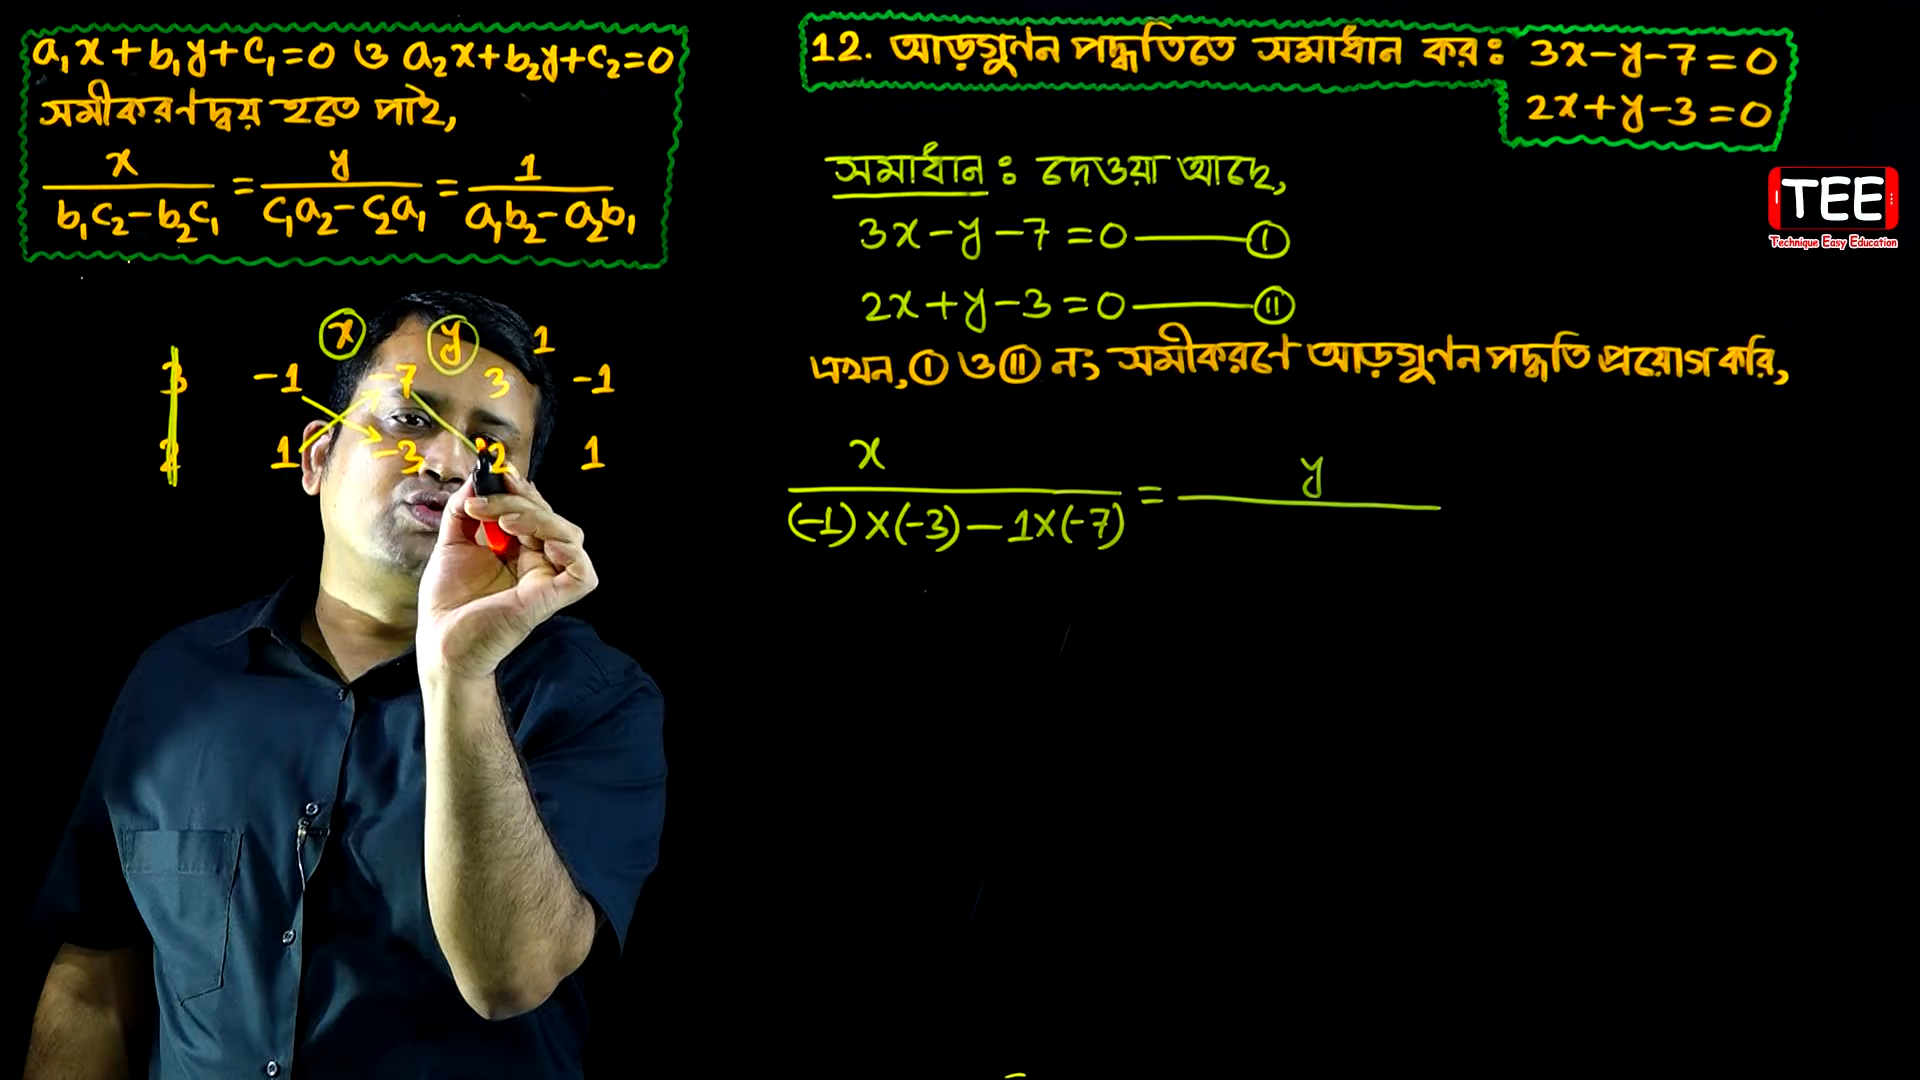 a₁x+b₁y+c₁=0 ও a₂x+b₂y+c₂=0
সমীকরণদ্বয় হতে পাই,
x/(b₁c₂-b₂c₁) = y/(c₁a₂-c₂a₁) = 1/(a₁b₂-a₂b₁)
12. আড়গুণন পদ্ধতিতে সমাধান কর: 3x-y-7=0
2x+y-3=0
TEE
Technique Easy Education
সমাধান: দেওয়া আছে,
3x-y-7=0 — (I)
2x+y-3=0 — (II)
এখন, (I) ও (II) নং সমীকরণে আড়গুণন পদ্ধতি প্রয়োগ করি,
x y 1
3 -1 -7 3 -1
2 1 -3 2 1
x/((-1)×(-3)-1×(-7)) = y/